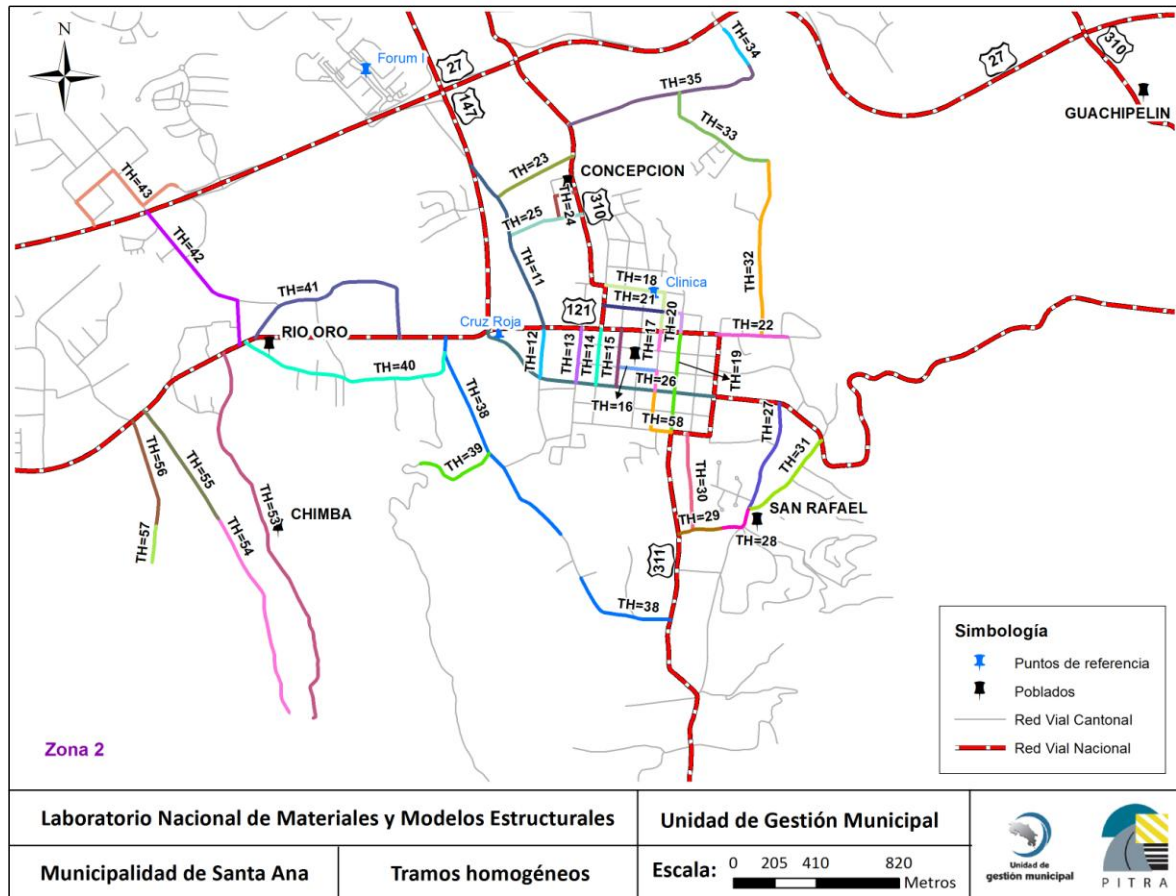 N
Forum I
27
147
TH=34
TH=35
27
310
GUACHIPELIN
TH=33
TH=23
CONCEPCION
TH=24
310
TH=25
TH=43
TH=42
TH=11
TH=32
TH=18
Clinica
TH=41
TH=21
121
TH=20
TH=17
TH=22
Cruz Roja
RIO ORO
TH=12
TH=13
TH=14
TH=15
TH=19
TH=40
TH=26
TH=16
TH=38
TH=58
TH=27
TH=39
TH=31
TH=30
TH=56
TH=55
TH=53
CHIMBA
SAN RAFAEL
TH=29
TH=28
TH=57
TH=54
311
TH=38
Simbología
Puntos de referencia
Poblados
Red Vial Cantonal
Red Vial Nacional
Zona 2
Laboratorio Nacional de Materiales y Modelos Estructurales
Unidad de Gestión Municipal
Municipalidad de Santa Ana
Tramos homogéneos
Escala: 0 205 410 820
Metros
Unidad de
gestión municipal
PITRA